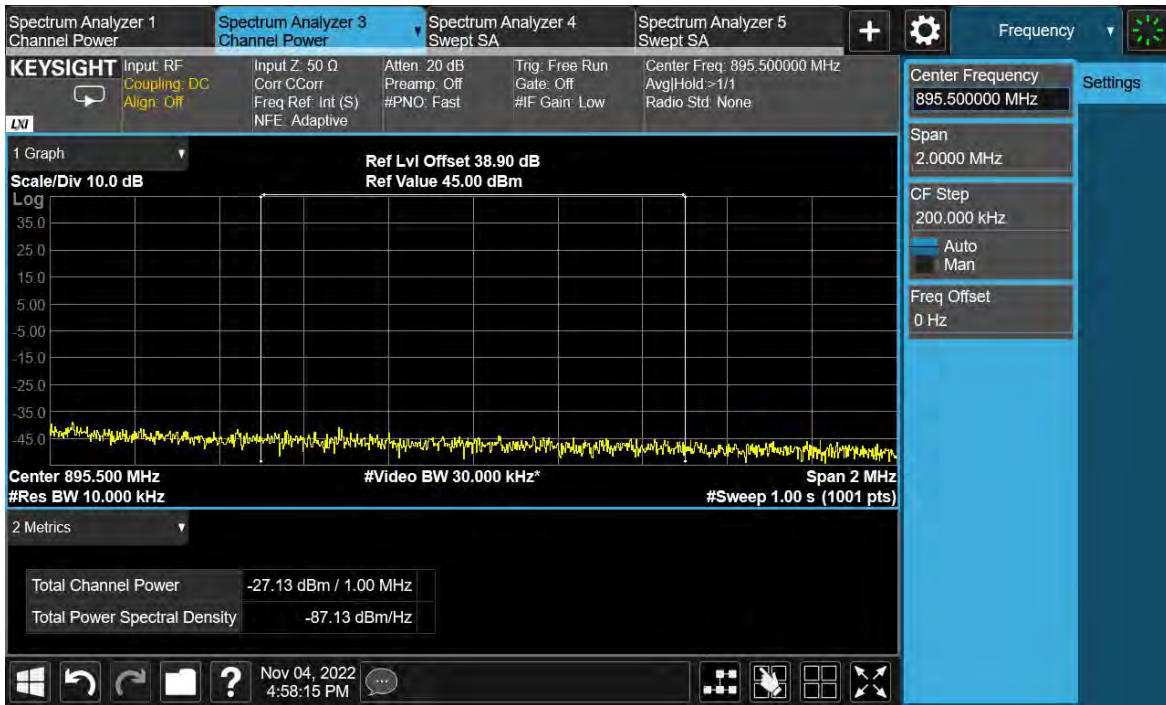 Spectrum Analyzer 1
Channel Power
Spectrum Analyzer 3
Channel Power
Spectrum Analyzer 4
Swept SA
Spectrum Analyzer 5
Swept SA
+
Frequency
KEYSIGHT
LXI
Input: RF
Coupling: DC
Align: Off
Input Z: 50 Ω
Corr CCorr
Freq Ref: Int (S)
NFE: Adaptive
Atten: 20 dB
Preamp: Off
#PNO: Fast
Trig: Free Run
Gate: Off
#IF Gain: Low
Center Freq: 895.500000 MHz
Avg|Hold:>1/1
Radio Std: None
Center Frequency
895.500000 MHz
Settings
Span
2.0000 MHz
CF Step
200.000 kHz
Auto
Man
Freq Offset
0 Hz
1 Graph
Scale/Div 10.0 dB
Ref Lvl Offset 38.90 dB
Ref Value 45.00 dBm
Log
35.0
25.0
15.0
5.00
-5.00
-15.0
-25.0
-35.0
-45.0
Center 895.500 MHz
#Video BW 30.000 kHz*
Span 2 MHz
#Res BW 10.000 kHz
#Sweep 1.00 s (1001 pts)
2 Metrics
Total Channel Power -27.13 dBm / 1.00 MHz
Total Power Spectral Density -87.13 dBm/Hz
?
Nov 04, 2022
4:58:15 PM